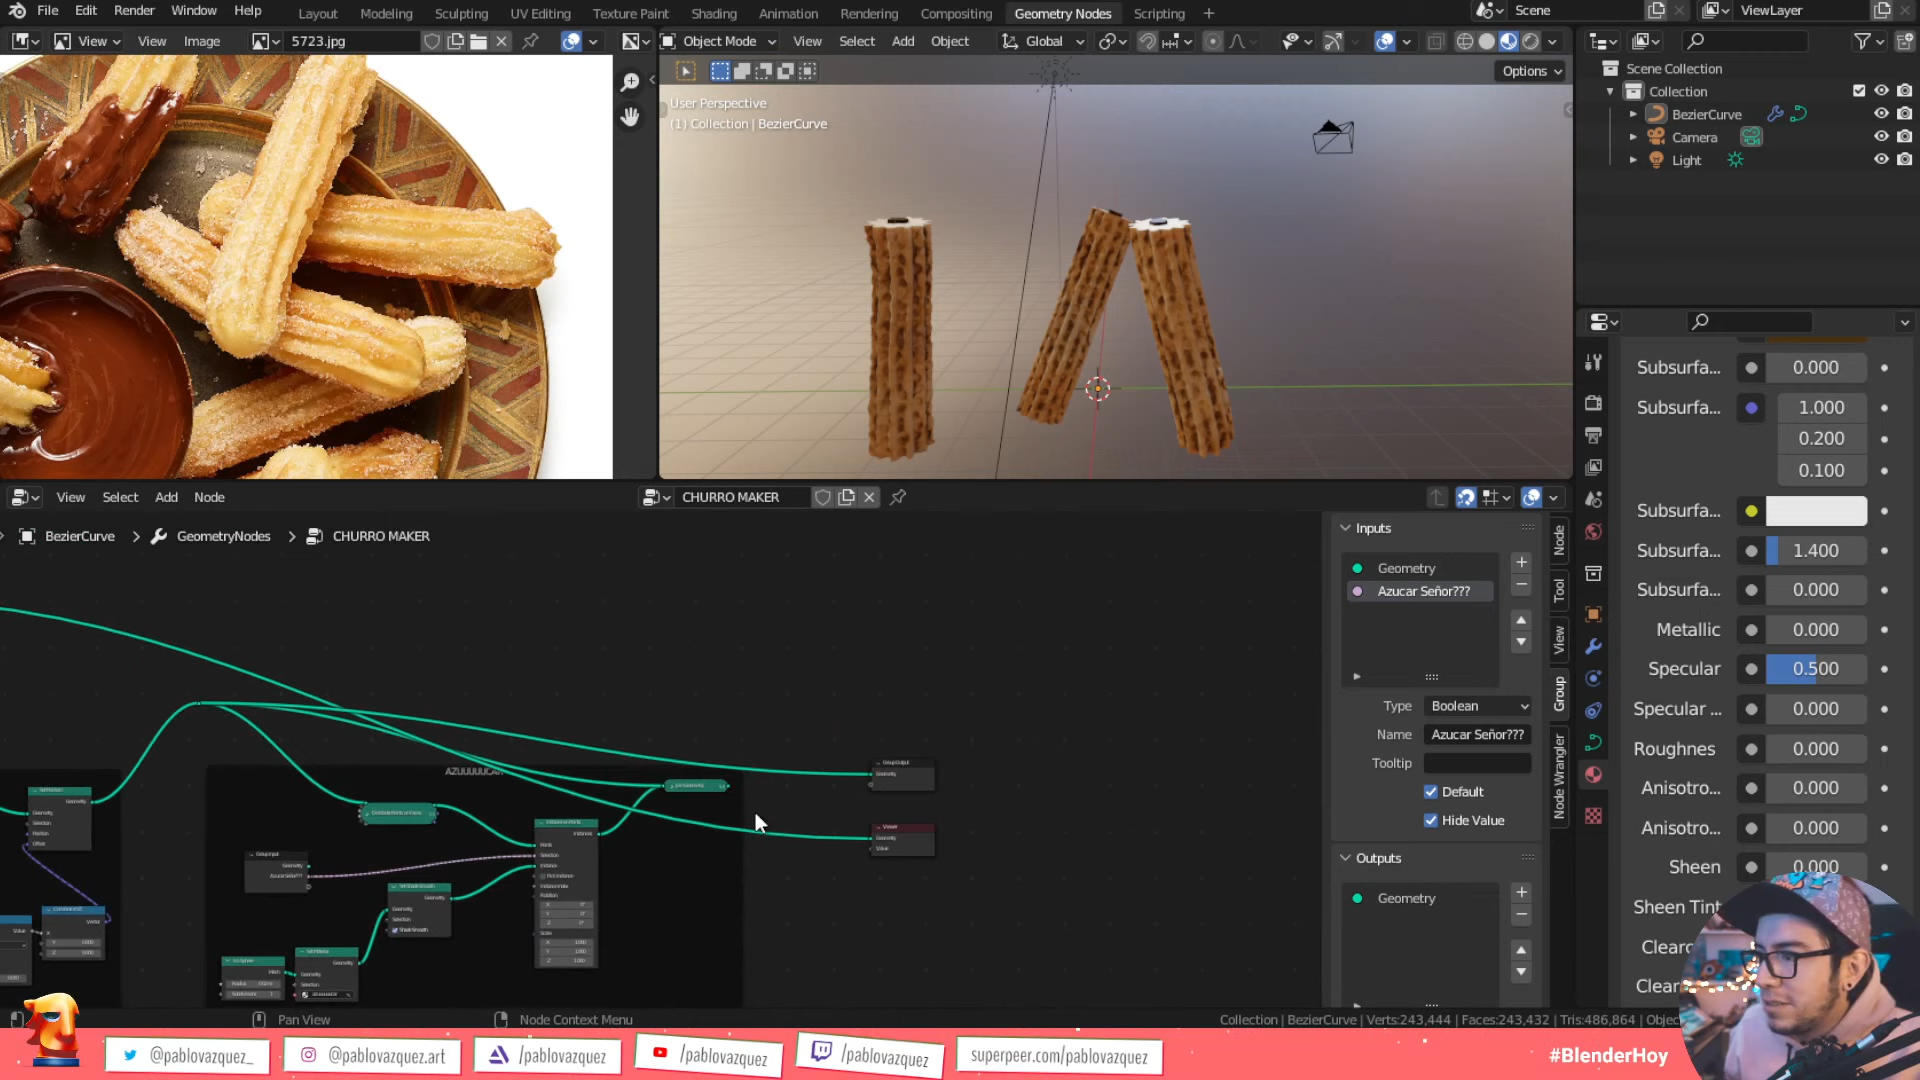 File Edit Render Window Help
Layout Modeling Sculpting UV Editing Texture Paint Shading Animation Rendering Compositing Geometry Nodes Scripting +
Scene
ViewLayer
View View Image 5723.jpg
Object Mode View Select Add Object Global
Options
User Perspective
(1) Collection | BezierCurve
Scene Collection
Collection
BezierCurve
Camera
Light
Subsurfa... 0.000
Subsurfa... 1.000
0.200
0.100
Subsurfa...
Subsurfa... 1.400
Subsurfa... 0.000
Metallic 0.000
Specular 0.500
Specular ... 0.000
Roughnes 0.000
Anisotro... 0.000
Anisotro... 0.000
Sheen 0.000
Sheen Tint
Clearc
Clear
View Select Add Node
CHURRO MAKER
BezierCurve > GeometryNodes > CHURRO MAKER
Inputs
Geometry
Azucar Señor???
Type Boolean
Name Azucar Señor???
Tooltip
Default
Hide Value
Outputs
Geometry
Node
Tool
View
Group
Node Wrangler
Pan View
Node Context Menu
Collection | BezierCurve | Verts:243,444 | Faces:243,432 | Tris:486,864 | Objec
@pablovazquez_
@pablovazquez.art
/pablovazquez
/pablovazquez
/pablovazquez
superpeer.com/pablovazquez
#BlenderHoy